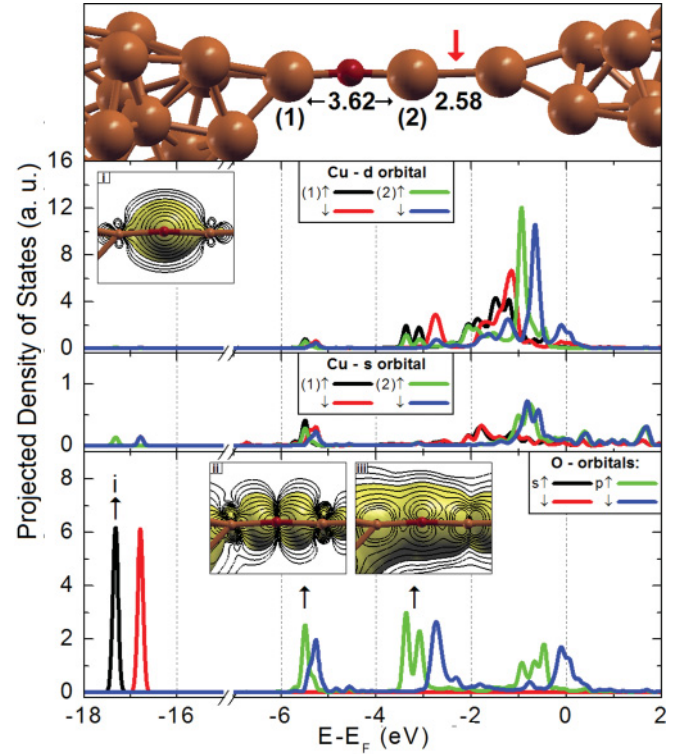 ←3.62→
(1) (2) 2.58
Projected Density of States (a. u.)
16
12
8
4
0
i
Cu - d orbital
(1)↑ (2)↑
↓ ↓
1
0
Cu - s orbital
(1)↑ (2)↑
↓ ↓
8
6
4
2
0
i
↑
ii
iii
↑ ↑
O - orbitals:
s↑ p↑
↓ ↓
-18 -16 -6 -4 -2 0 2
E-E_F (eV)